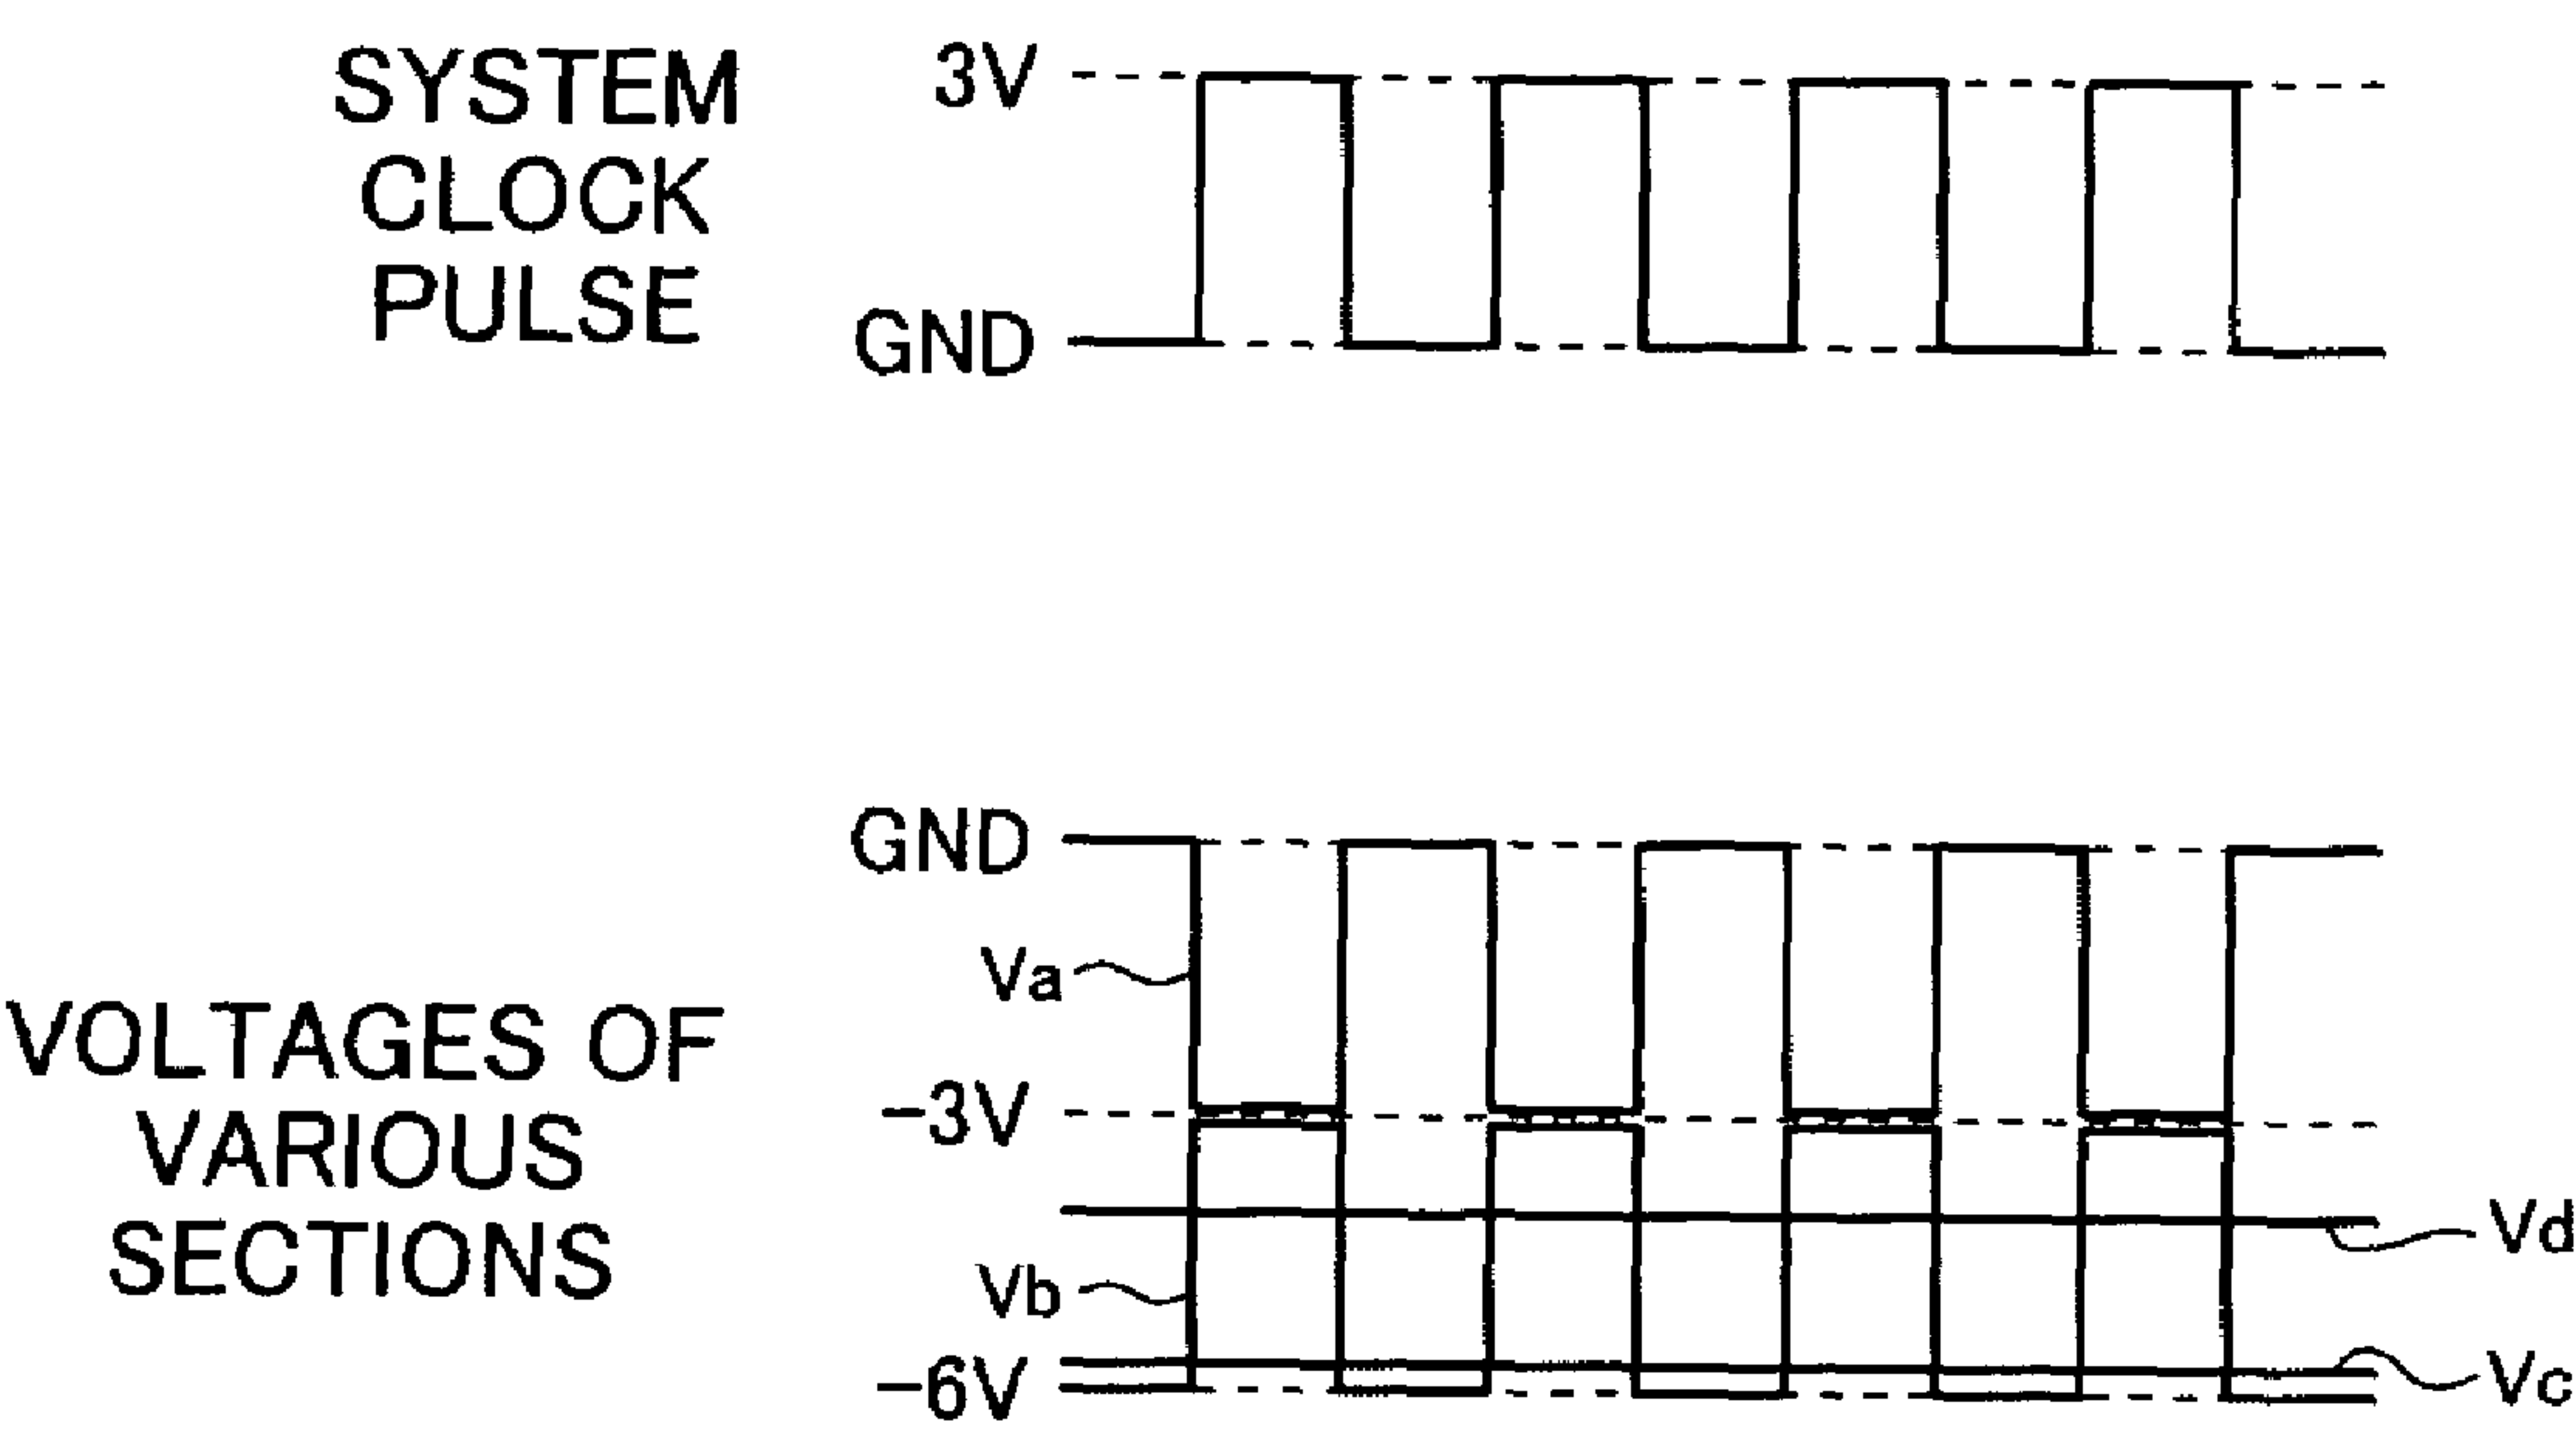 SYSTEM
CLOCK
PULSE
3V
GND
VOLTAGES OF
VARIOUS
SECTIONS
GND
Va
−3V
Vb
−6V
Vd
Vc